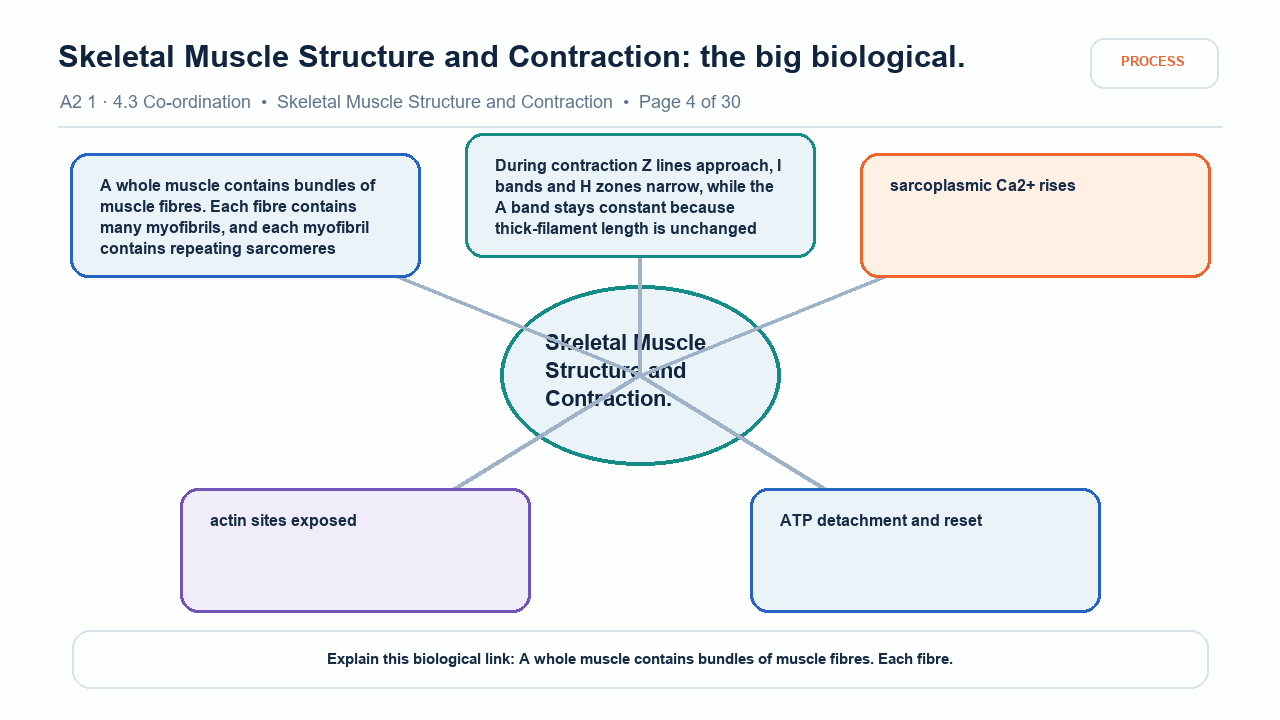 Skeletal Muscle Structure and Contraction: the big biological.
PROCESS
A2 1 · 4.3 Co-ordination • Skeletal Muscle Structure and Contraction • Page 4 of 30
A whole muscle contains bundles of
muscle fibres. Each fibre contains
many myofibrils, and each myofibril
contains repeating sarcomeres
During contraction Z lines approach, I
bands and H zones narrow, while the
A band stays constant because
thick-filament length is unchanged
sarcoplasmic Ca2+ rises
Skeletal Muscle
Structure and
Contraction.
actin sites exposed
ATP detachment and reset
Explain this biological link: A whole muscle contains bundles of muscle fibres. Each fibre.